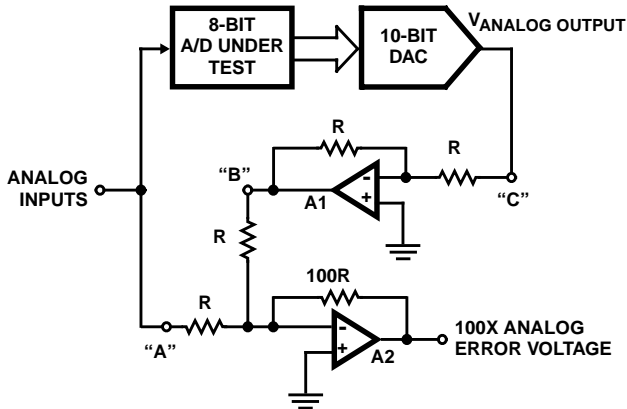 8-BIT
A/D UNDER
TEST
10-BIT
DAC
VANALOG OUTPUT
R
R
ANALOG
INPUTS
“B”
-
+
A1
“C”
R
100R
R
“A”
-
+
A2
100X ANALOG
ERROR VOLTAGE